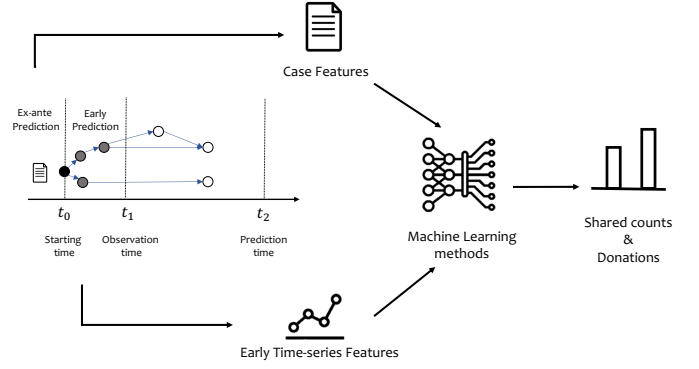 Case Features
Ex-ante
Prediction
Early
Prediction
t₀
t₁
t₂
Starting
time
Observation
time
Prediction
time
Machine Learning
methods
Shared counts
&
Donations
Early Time-series Features